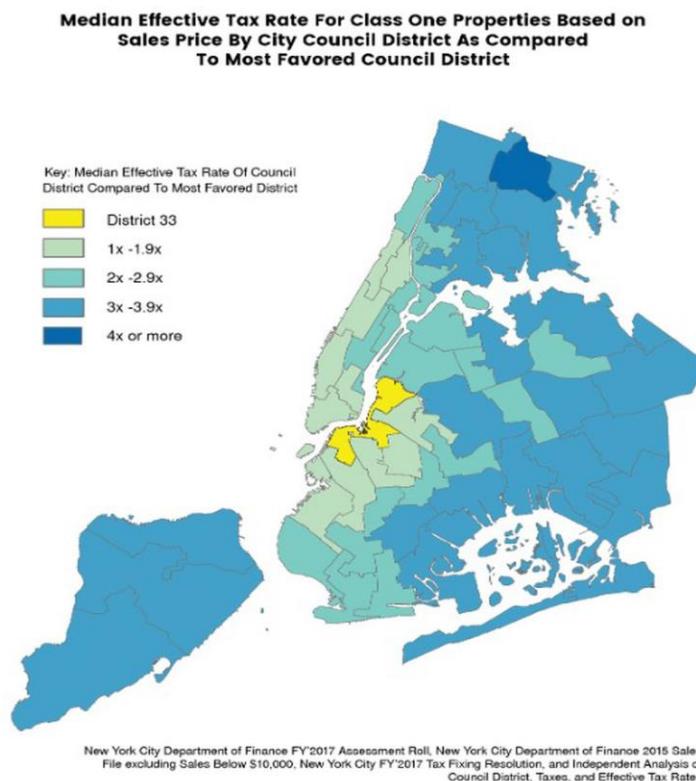 Median Effective Tax Rate For Class One Properties Based on
Sales Price By City Council District As Compared
To Most Favored Council District
Key: Median Effective Tax Rate Of Council
District Compared To Most Favored District
District 33
1x -1.9x
2x -2.9x
3x -3.9x
4x or more
New York City Department of Finance FY'2017 Assessment Roll, New York City Department of Finance 2015 Sale
File excluding Sales Below $10,000, New York City FY'2017 Tax Fixing Resolution, and Independent Analysis o
Council District, Taxes, and Effective Tax Rate